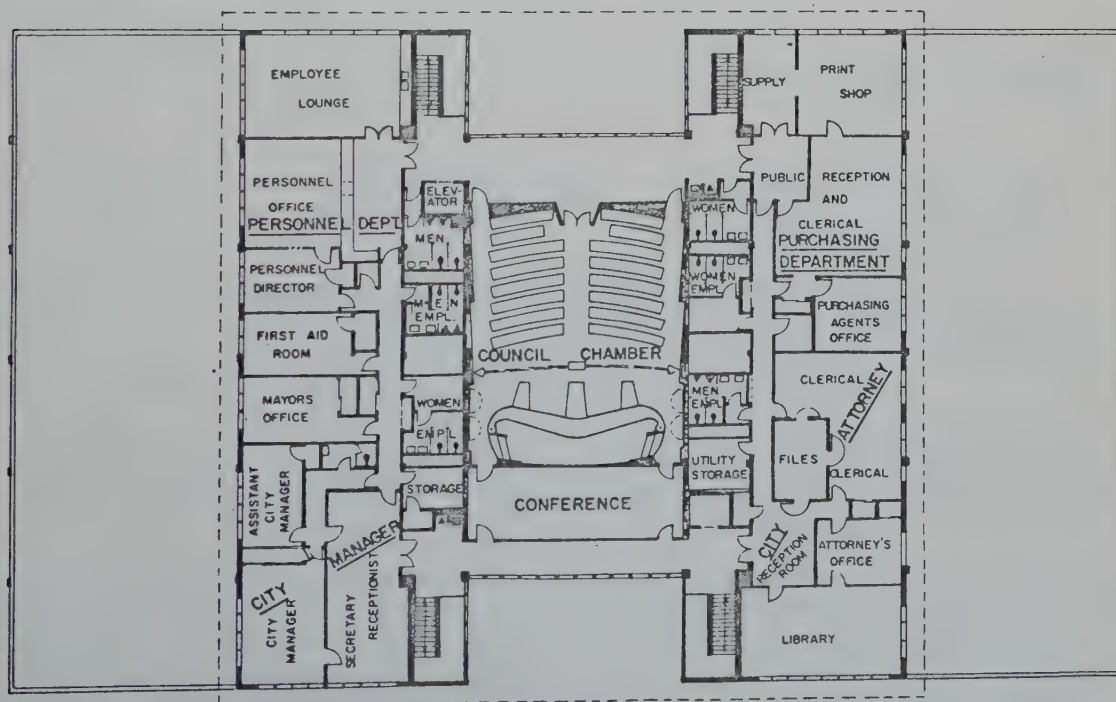 EMPLOYEE
LOUNGE
PERSONNEL
OFFICE
PERSONNEL DEPT.
PERSONNEL
DIRECTOR
FIRST AID
ROOM
MAYORS
OFFICE
ASSISTANT
CITY
MANAGER
CITY
CITY
MANAGER
MANAGER
SECRETARY
RECEPTIONIST
ELEV-
ATOR
MEN
MEN
EMPL.
WOMEN
EMPL
STORAGE
COUNCIL CHAMBER
CONFERENCE
WOMEN
WOMEN
EMPL
MEN
EMPL
UTILITY
STORAGE
SUPPLY
PRINT
SHOP
PUBLIC
RECEPTION
AND
CLERICAL
PURCHASING
DEPARTMENT
PURCHASING
AGENTS
OFFICE
CLERICAL
ATTORNEY
FILES
CLERICAL
CITY
RECEPTION
ROOM
ATTORNEY'S
OFFICE
LIBRARY